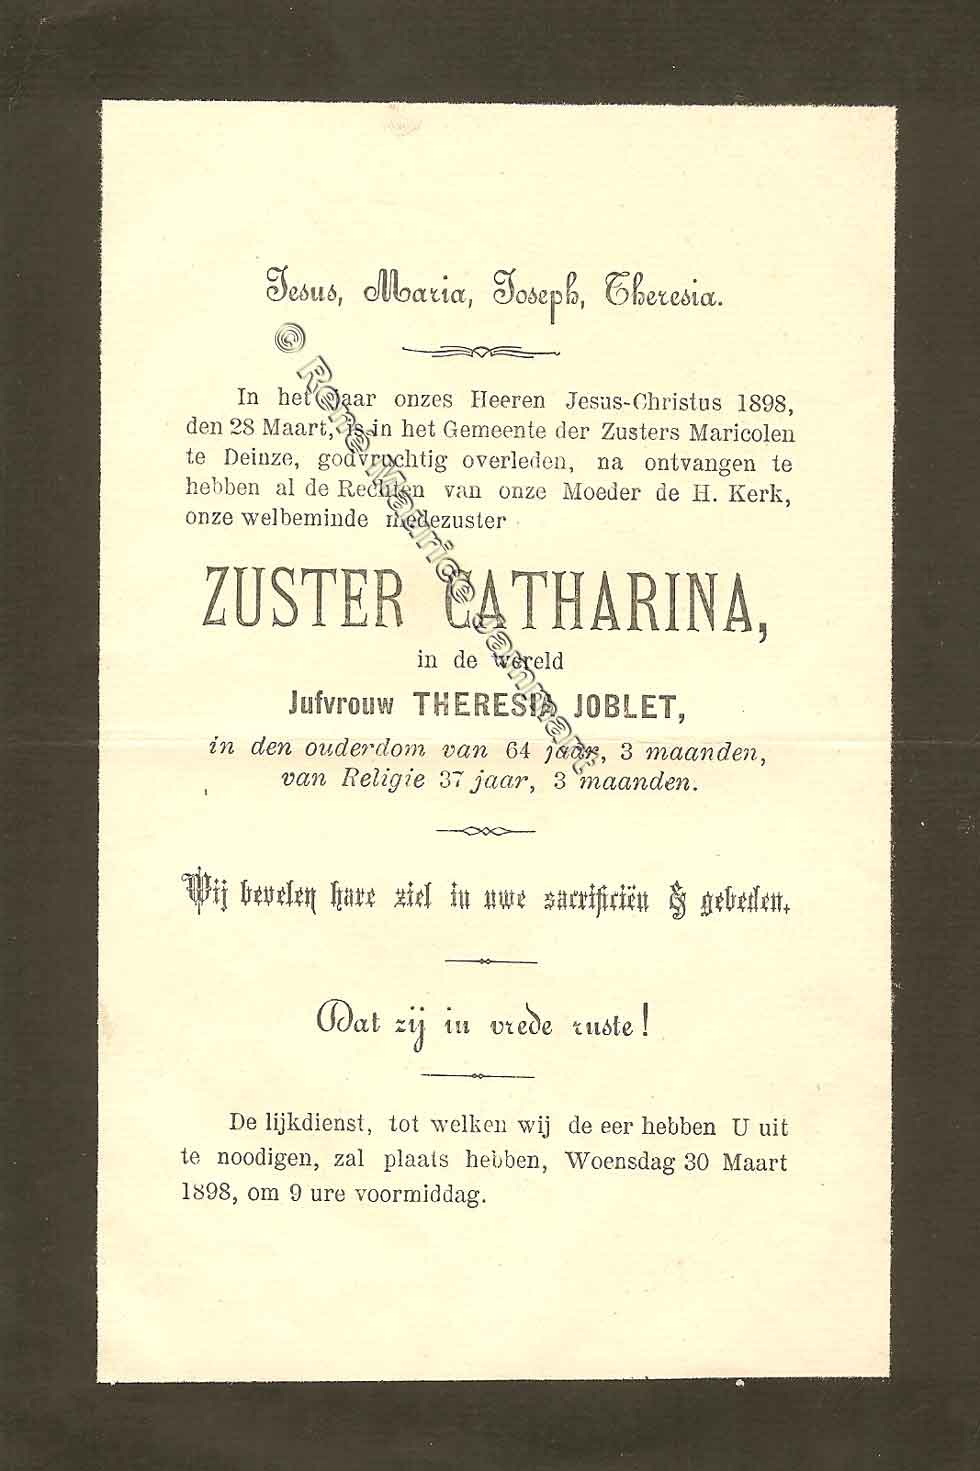 Jesus, Maria, Joseph, Theresia.
In het Jaar onzes Heeren Jesus-Christus 1898,
den 28 Maart, is in het Gemeente der Zusters Maricolen
te Deinze, godvruchtig overleden, na ontvangen te
hebben al de Rechten van onze Moeder de H. Kerk,
onze welbeminde medezuster
ZUSTER CATHARINA,
in de wereld
Jufvrouw THERESIA JOBLET,
in den ouderdom van 64 jaar, 3 maanden,
van Religie 37 jaar, 3 maanden.
Wij bevelen hare ziel in uwe sacrificiën & gebeden.
Dat zij in vrede ruste!
De lijkdienst, tot welken wij de eer hebben U uit
te noodigen, zal plaats hebben, Woensdag 30 Maart
1898, om 9 ure voormiddag.
© René Maurice